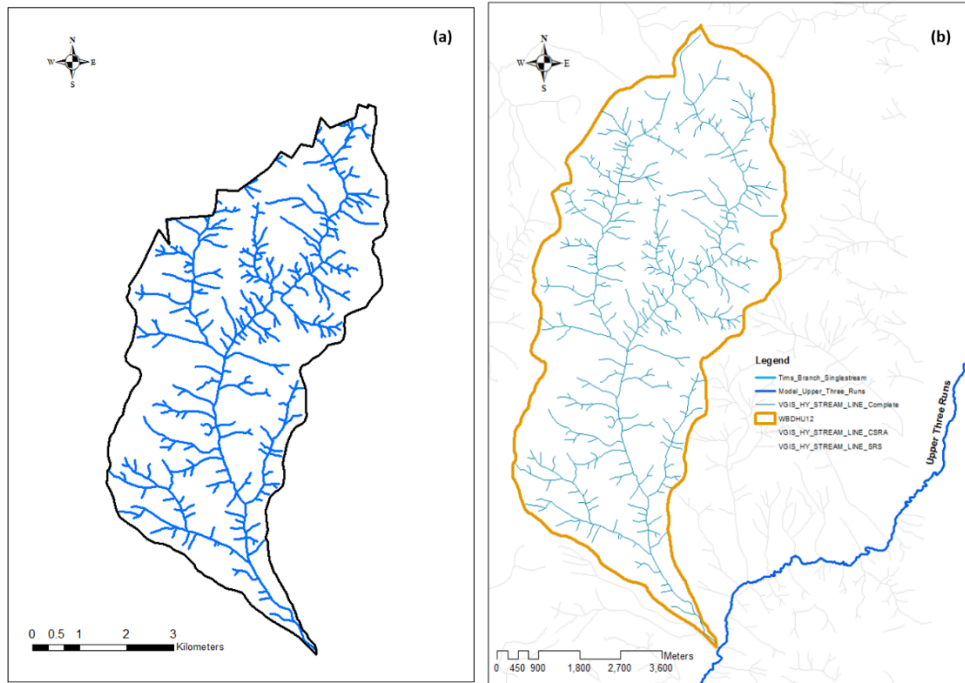 (a)
N
W E
S
0 0.5 1 2 3
Kilometers
(b)
N
W E
S
Legend
Tims_Branch_Singlestream
Model_Upper_Three_Runs
VGIS_HY_STREAM_LINE_Complete
WBDHU12
VGIS_HY_STREAM_LINE_CSRA
VGIS_HY_STREAM_LINE_SRS
Upper Three Runs
Meters
0 450 900 1,800 2,700 3,600